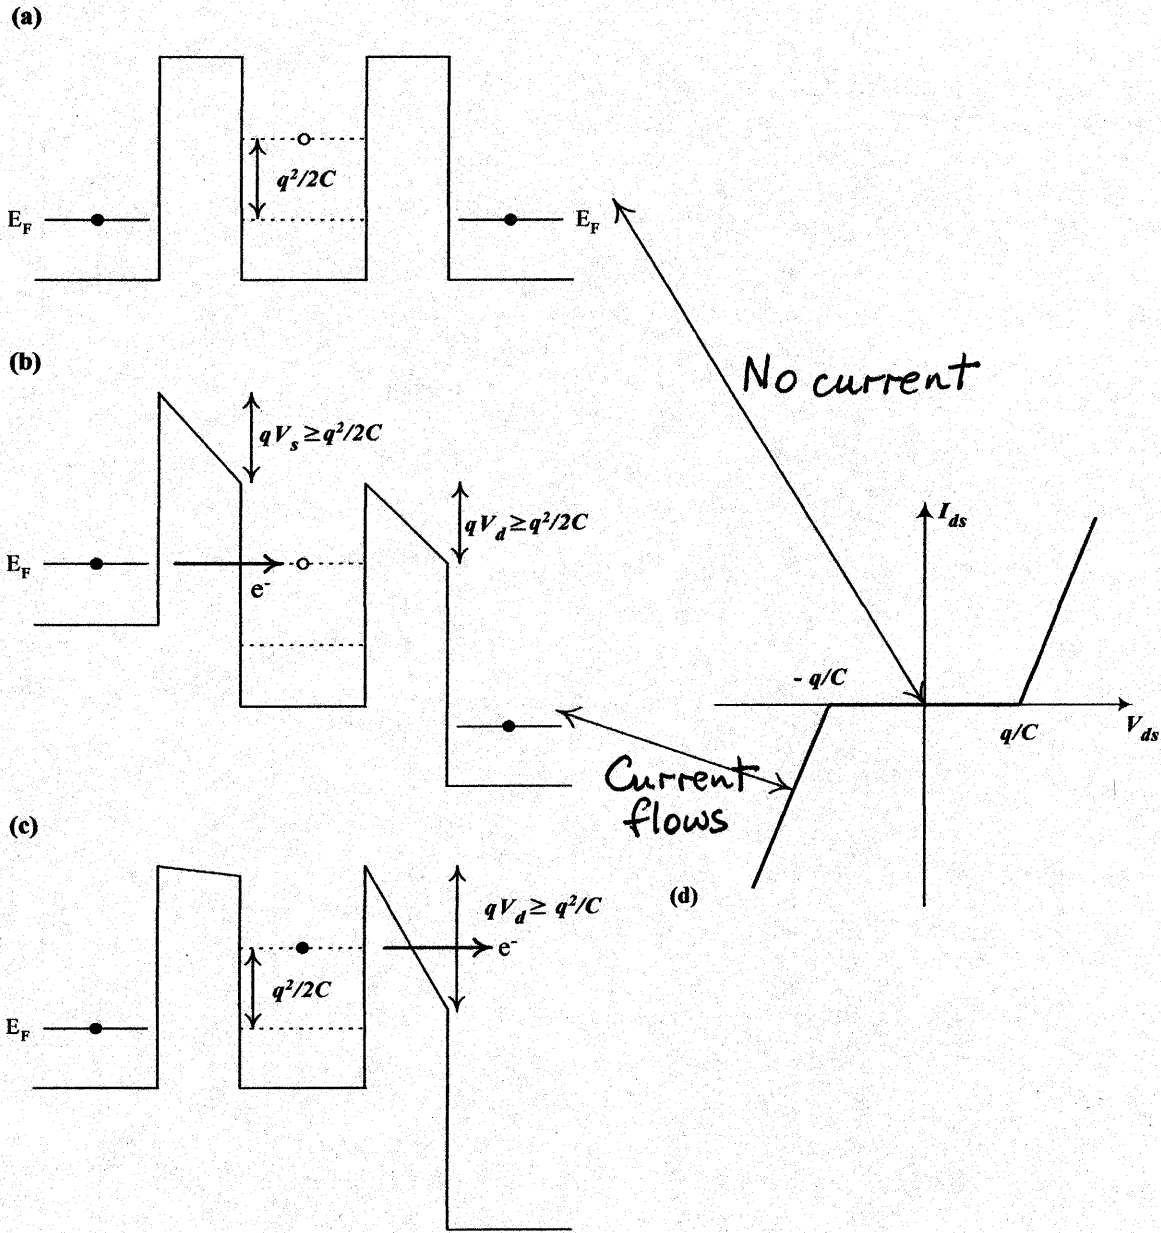 (a)
q²/2C
E_F
E_F
(b)
No current
qV_s ≥ q²/2C
qV_d ≥ q²/2C
I_ds
E_F
e⁻
- q/C
q/C
V_ds
Current
flows
(c)
qV_d ≥ q²/C
(d)
e⁻
q²/2C
E_F